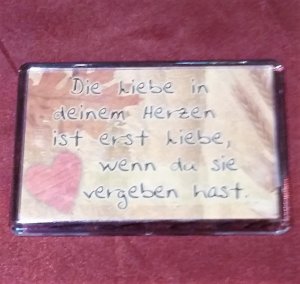 Die Liebe in
deinem Herzen
ist erst Liebe,
wenn du sie
vergeben hast.